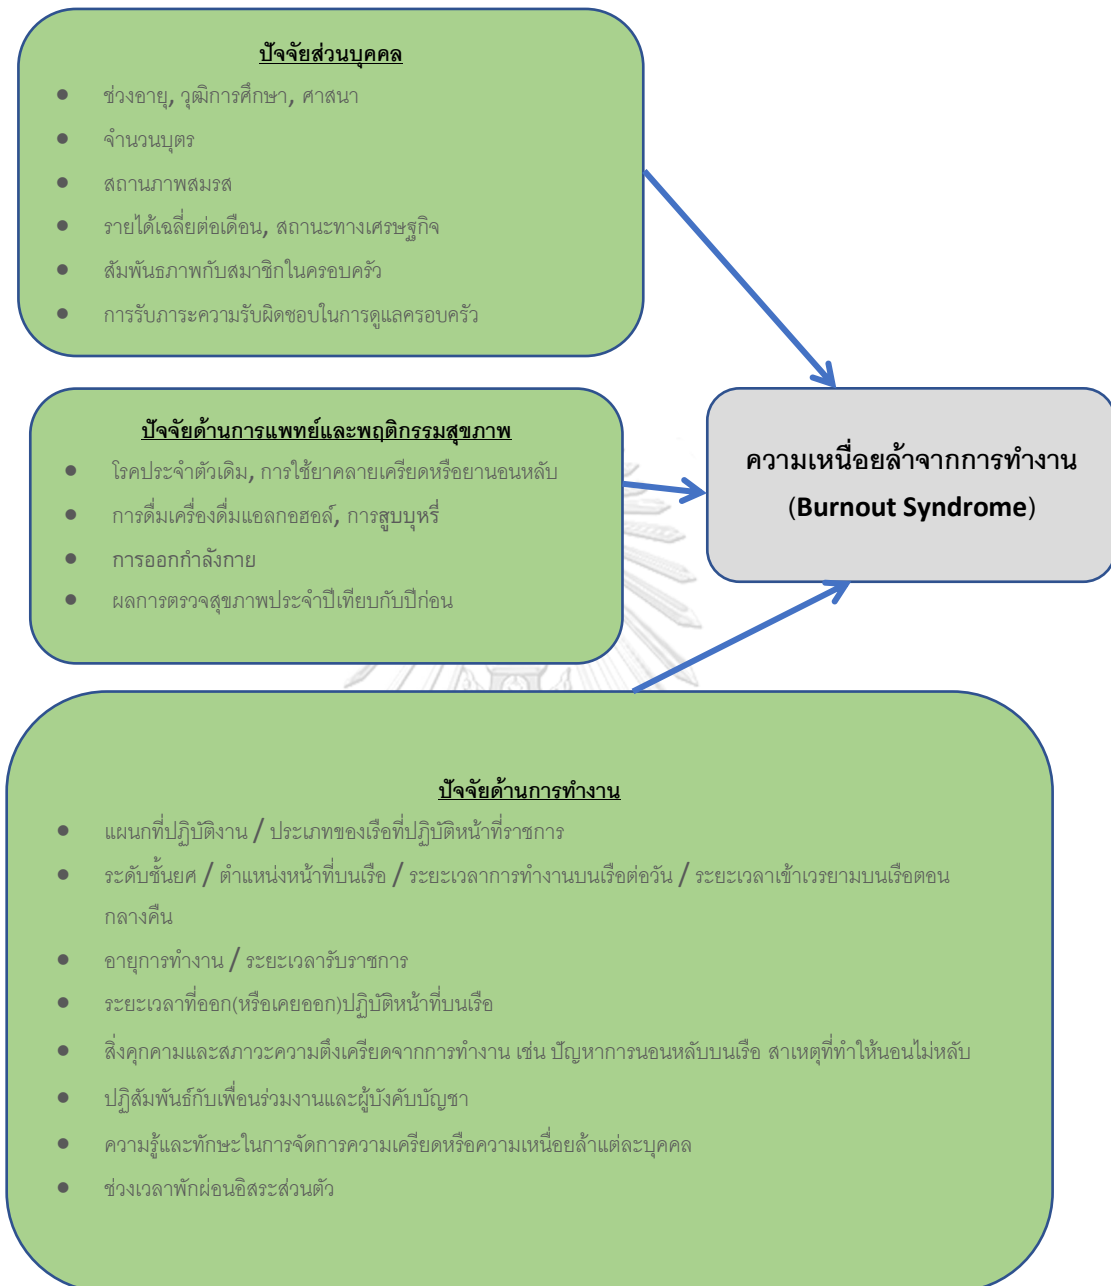 ปัจจัยส่วนบุคคล
• ช่วงอายุ, วุฒิการศึกษา, ศาสนา
• จำนวนบุตร
• สถานภาพสมรส
• รายได้เฉลี่ยต่อเดือน, สถานะทางเศรษฐกิจ
• สัมพันธภาพกับสมาชิกในครอบครัว
• การรับภาระความรับผิดชอบในการดูแลครอบครัว
ปัจจัยด้านการแพทย์และพฤติกรรมสุขภาพ
• โรคประจำตัวเดิม, การใช้ยาคลายเครียดหรือยานอนหลับ
• การดื่มเครื่องดื่มแอลกอฮอล์, การสูบบุหรี่
• การออกกำลังกาย
• ผลการตรวจสุขภาพประจำปีเทียบกับปีก่อน
ความเหนื่อยล้าจากการทำงาน
(Burnout Syndrome)
ปัจจัยด้านการทำงาน
• แผนกที่ปฏิบัติงาน / ประเภทของเรือที่ปฏิบัติหน้าที่ราชการ
• ระดับชั้นยศ / ตำแหน่งหน้าที่บนเรือ / ระยะเวลาการทำงานบนเรือต่อวัน / ระยะเวลาเข้าเวรยามบนเรือตอน
กลางคืน
• อายุการทำงาน / ระยะเวลารับราชการ
• ระยะเวลาที่ออก(หรือเคยออก)ปฏิบัติหน้าที่บนเรือ
• สิ่งคุกคามและสภาวะความตึงเครียดจากการทำงาน เช่น ปัญหาการนอนหลับบนเรือ สาเหตุที่ทำให้นอนไม่หลับ
• ปฏิสัมพันธ์กับเพื่อนร่วมงานและผู้บังคับบัญชา
• ความรู้และทักษะในการจัดการความเครียดหรือความเหนื่อยล้าแต่ละบุคคล
• ช่วงเวลาพักผ่อนอิสระส่วนตัว